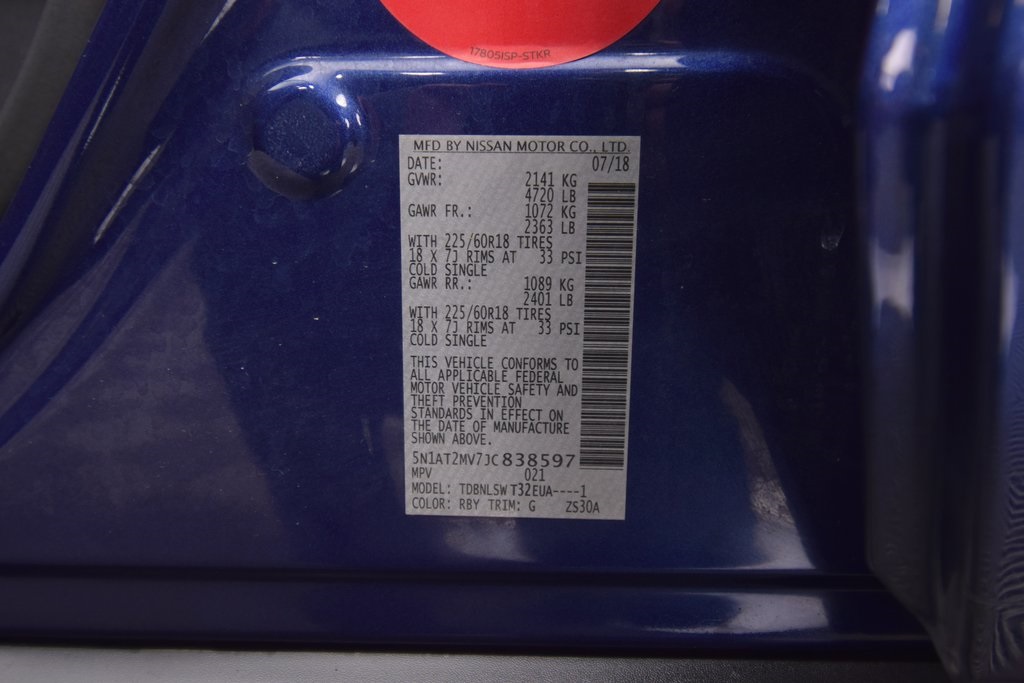 17805ISP-STKR
MFD BY NISSAN MOTOR CO., LTD.
DATE: 07/18
GVWR: 2141 KG
4720 LB
GAWR FR.: 1072 KG
2363 LB
WITH 225/60R18 TIRES
18 X 7J RIMS AT 33 PSI
COLD SINGLE
GAWR RR.: 1089 KG
2401 LB
WITH 225/60R18 TIRES
18 X 7J RIMS AT 33 PSI
COLD SINGLE
THIS VEHICLE CONFORMS TO
ALL APPLICABLE FEDERAL
MOTOR VEHICLE SAFETY AND
THEFT PREVENTION
STANDARDS IN EFFECT ON
THE DATE OF MANUFACTURE
SHOWN ABOVE.
5N1AT2MV7JC838597
MPV 021
MODEL: TDBNLSW T32EUA----1
COLOR: RBY TRIM: G ZS30A